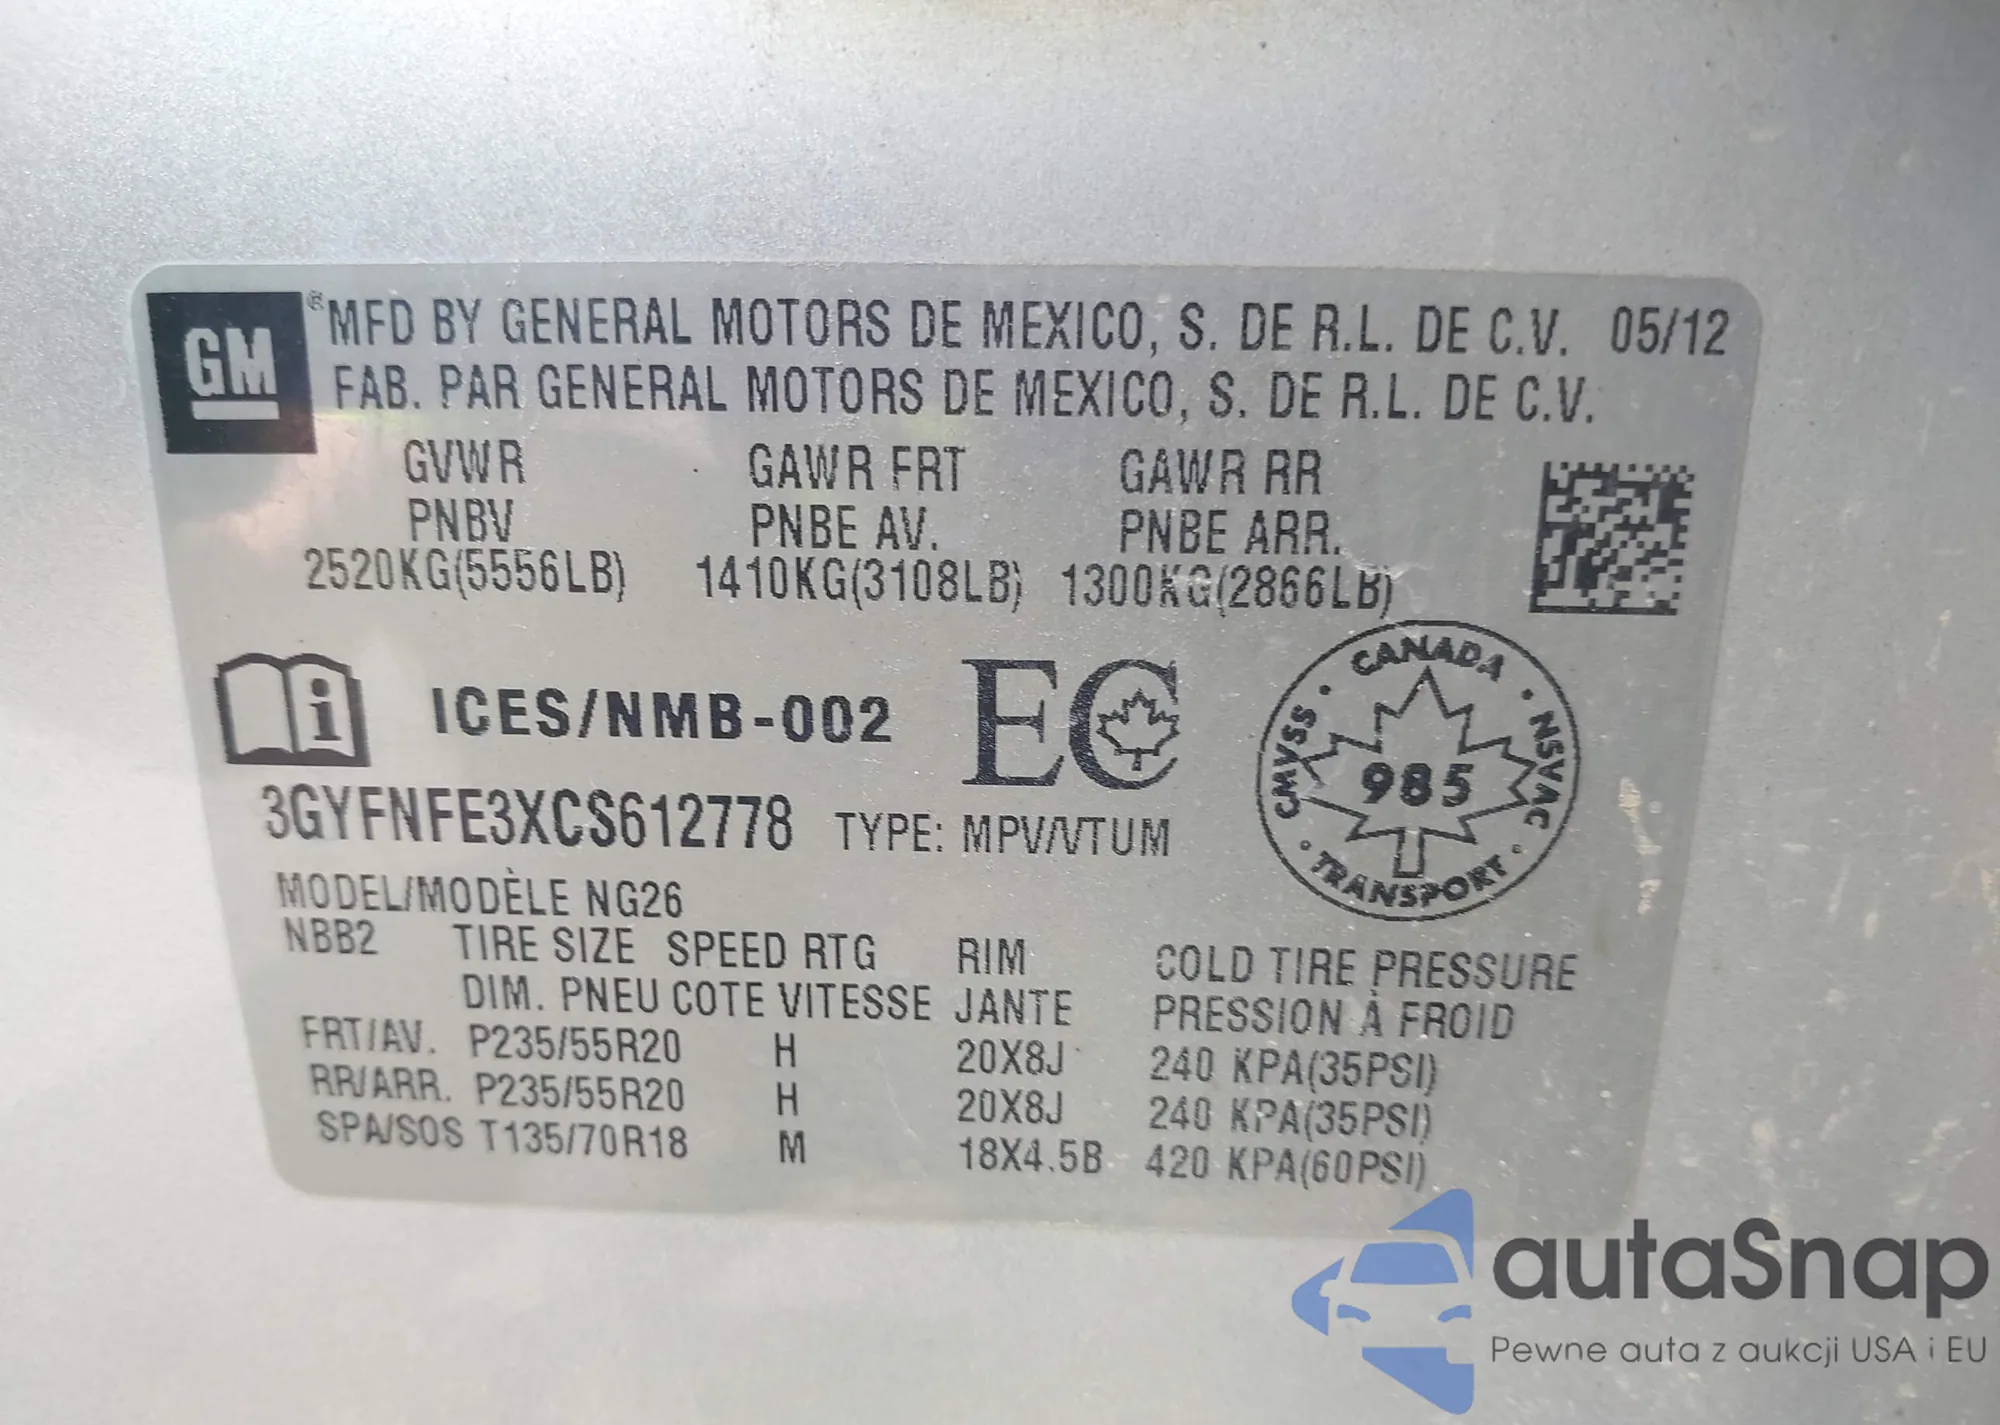 GM
® MFD BY GENERAL MOTORS DE MEXICO, S. DE R.L. DE C.V. 05/12
FAB. PAR GENERAL MOTORS DE MEXICO, S. DE R.L. DE C.V.
GVWR GAWR FRT GAWR RR
PNBV PNBE AV. PNBE ARR.
2520KG(5556LB) 1410KG(3108LB) 1300KG(2866LB)
i ICES/NMB-002 EC
CANADA
CMVSS 985 NSVAC
TRANSPORT
3GYFNFE3XCS612778 TYPE: MPV/VTUM
MODEL/MODÈLE NG26
NBB2 TIRE SIZE SPEED RTG RIM COLD TIRE PRESSURE
DIM. PNEU COTE VITESSE JANTE PRESSION À FROID
FRT/AV. P235/55R20 H 20X8J 240 KPA(35PSI)
RR/ARR. P235/55R20 H 20X8J 240 KPA(35PSI)
SPA/SOS T135/70R18 M 18X4.5B 420 KPA(60PSI)
autaSnap
Pewne auta z aukcji USA i EU